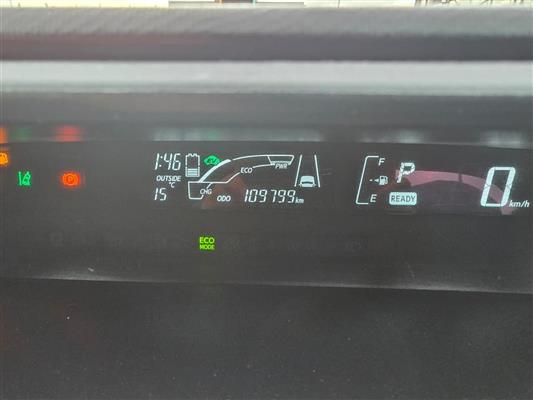 1:46
OUTSIDE
15 °C
ECO
PWR
CHG
ODO 109799 km
F
E
P
READY
0 km/h
(P)
ECO
MODE